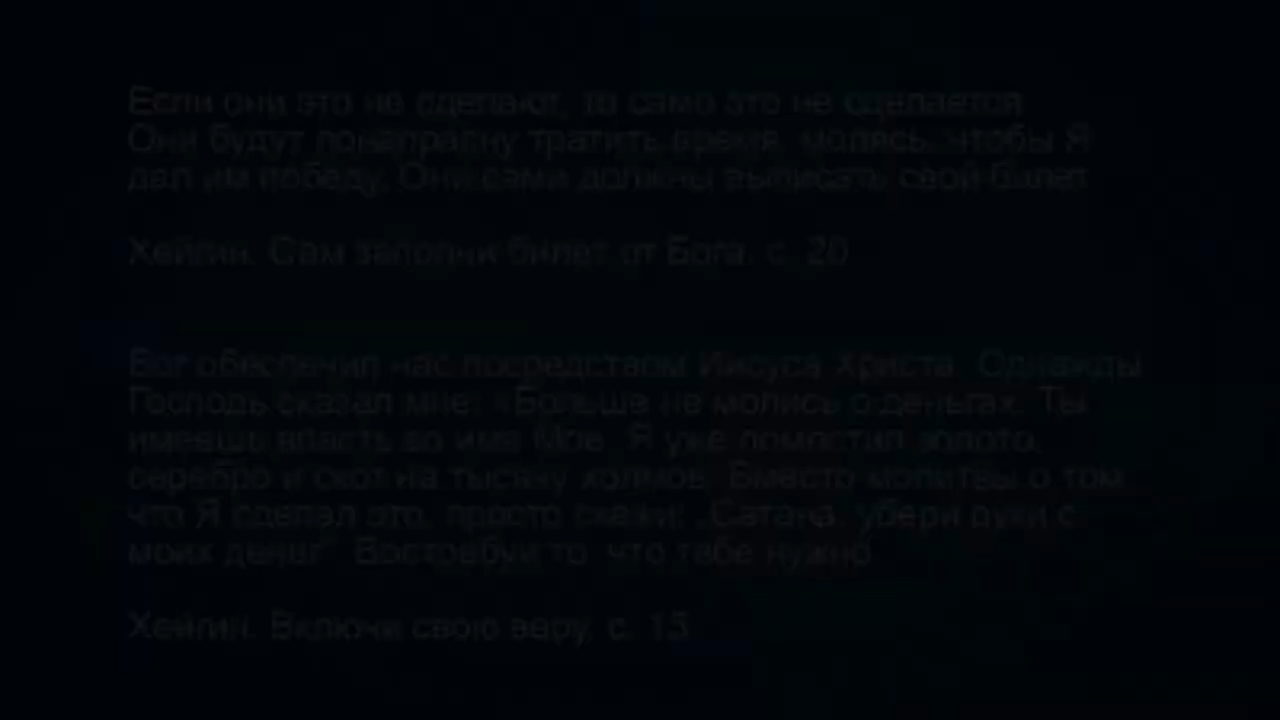 Если они это не сделают, то само это не сделается
Они будут понапрасну тратить время, молясь, чтобы Я
дал им победу. Они сами должны выписать свой билет
Хейгин. Сам заполни билет от Бога. с. 20
Бог обеспечил нас посредством Иисуса Христа. Однажды
Господь сказал мне: «Больше не молись о деньгах. Ты
имеешь власть во имя Мое. Я уже поместил золото,
серебро и скот на тысячу холмов. Вместо молитвы о том,
что Я сделал это, просто скажи: „Сатана, убери руки с
моих денег". Востребуй то, что тебе нужно
Хейгин. Включи свою веру. с. 15